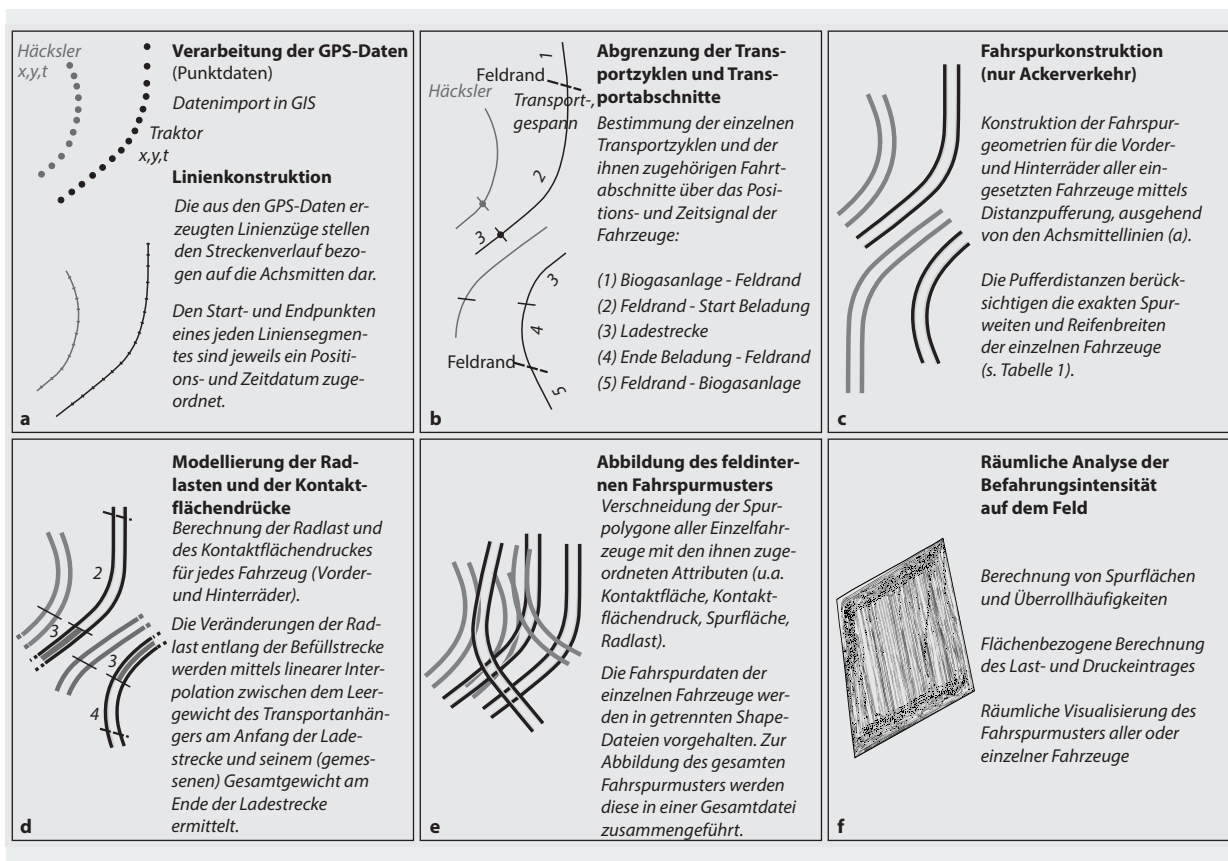 Häcksler
x,y,t
Traktor
x,y,t
Verarbeitung der GPS-Daten
(Punktdaten)
Datenimport in GIS
Linienkonstruktion
Die aus den GPS-Daten er-
zeugten Linienzüge stellen
den Streckenverlauf bezo-
gen auf die Achsmitten dar.
Den Start- und Endpunkten
eines jeden Liniensegmen-
tes sind jeweils ein Positi-
ons- und Zeitdatum zuge-
ordnet.
a
1
Feldrand
Häcksler
Transport-,
gespann
2
3
3
4
Feldrand
5
Abgrenzung der Trans-
portzyklen und Trans-
portabschnitte
Bestimmung der einzelnen
Transportzyklen und der
ihnen zugehörigen Fahrt-
abschnitte über das Posi-
tions- und Zeitsignal der
Fahrzeuge:
(1) Biogasanlage - Feldrand
(2) Feldrand - Start Beladung
(3) Ladestrecke
(4) Ende Beladung - Feldrand
(5) Feldrand - Biogasanlage
b
Fahrspurkonstruktion
(nur Ackerverkehr)
Konstruktion der Fahrspur-
geometrien für die Vorder-
und Hinterräder aller ein-
gesetzten Fahrzeuge mittels
Distanzpufferung, ausgehend
von den Achsmittellinien (a).
Die Pufferdistanzen berück-
sichtigen die exakten Spur-
weiten und Reifenbreiten
der einzelnen Fahrzeuge
(s. Tabelle 1).
c
2
3
3
4
Modellierung der Rad-
lasten und der Kontakt-
flächendrücke
Berechnung der Radlast und
des Kontaktflächendruckes
für jedes Fahrzeug (Vorder-
und Hinterräder).
Die Veränderungen der Rad-
last entlang der Befüllstrecke
werden mittels linearer Inter-
polation zwischen dem Leer-
gewicht des Transportanhän-
gers am Anfang der Lade-
strecke und seinem (gemes-
senen) Gesamtgewicht am
Ende der Ladestrecke
ermittelt.
d
Abbildung des feldinter-
nen Fahrspurmusters
Verschneidung der Spur-
polygone aller Einzelfahr-
zeuge mit den ihnen zuge-
ordneten Attributen (u.a.
Kontaktfläche, Kontakt-
flächendruck, Spurfläche,
Radlast).
Die Fahrspurdaten der
einzelnen Fahrzeuge wer-
den in getrennten Shape-
Dateien vorgehalten. Zur
Abbildung des gesamten
Fahrspurmusters werden
diese in einer Gesamtdatei
zusammengeführt.
e
Räumliche Analyse der
Befahrungsintensität
auf dem Feld
Berechnung von Spurflächen
und Überrollhäufigkeiten
Flächenbezogene Berechnung
des Last- und Druckeintrages
Räumliche Visualisierung des
Fahrspurmusters aller oder
einzelner Fahrzeuge
f